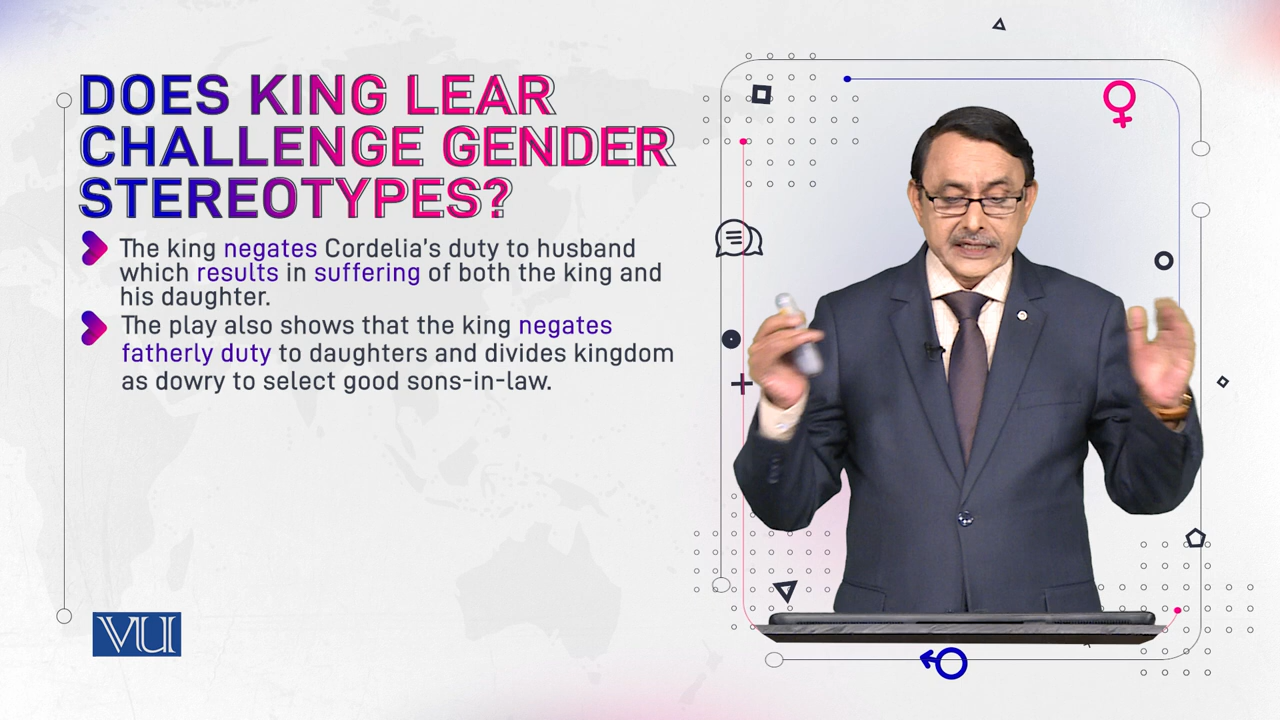 DOES KING LEAR
CHALLENGE GENDER
STEREOTYPES?
The king negates Cordelia's duty to husband
which results in suffering of both the king and
his daughter.
The play also shows that the king negates
fatherly duty to daughters and divides kingdom
as dowry to select good sons-in-law.
VU